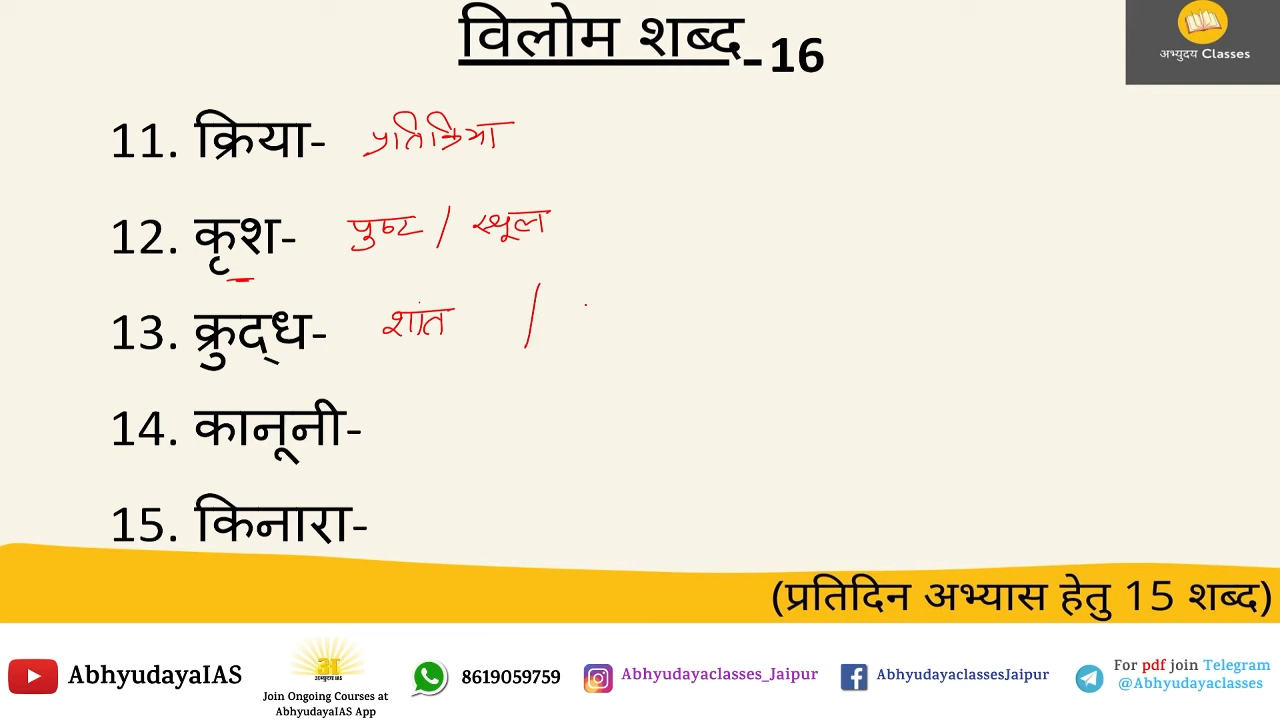 विलोम शब्द-16
अभ्युदय Classes
11. क्रिया- प्रतिक्रिया
12. कृश- पुष्ट / स्थूल
13. क्रुद्ध- शांत /
14. कानूनी-
15. किनारा-
(प्रतिदिन अभ्यास हेतु 15 शब्द)
AbhyudayaIAS
Join Ongoing Courses at
AbhyudayaIAS App
8619059759
Abhyudayaclasses_Jaipur
AbhyudayaclassesJaipur
For pdf join Telegram
@Abhyudayaclasses